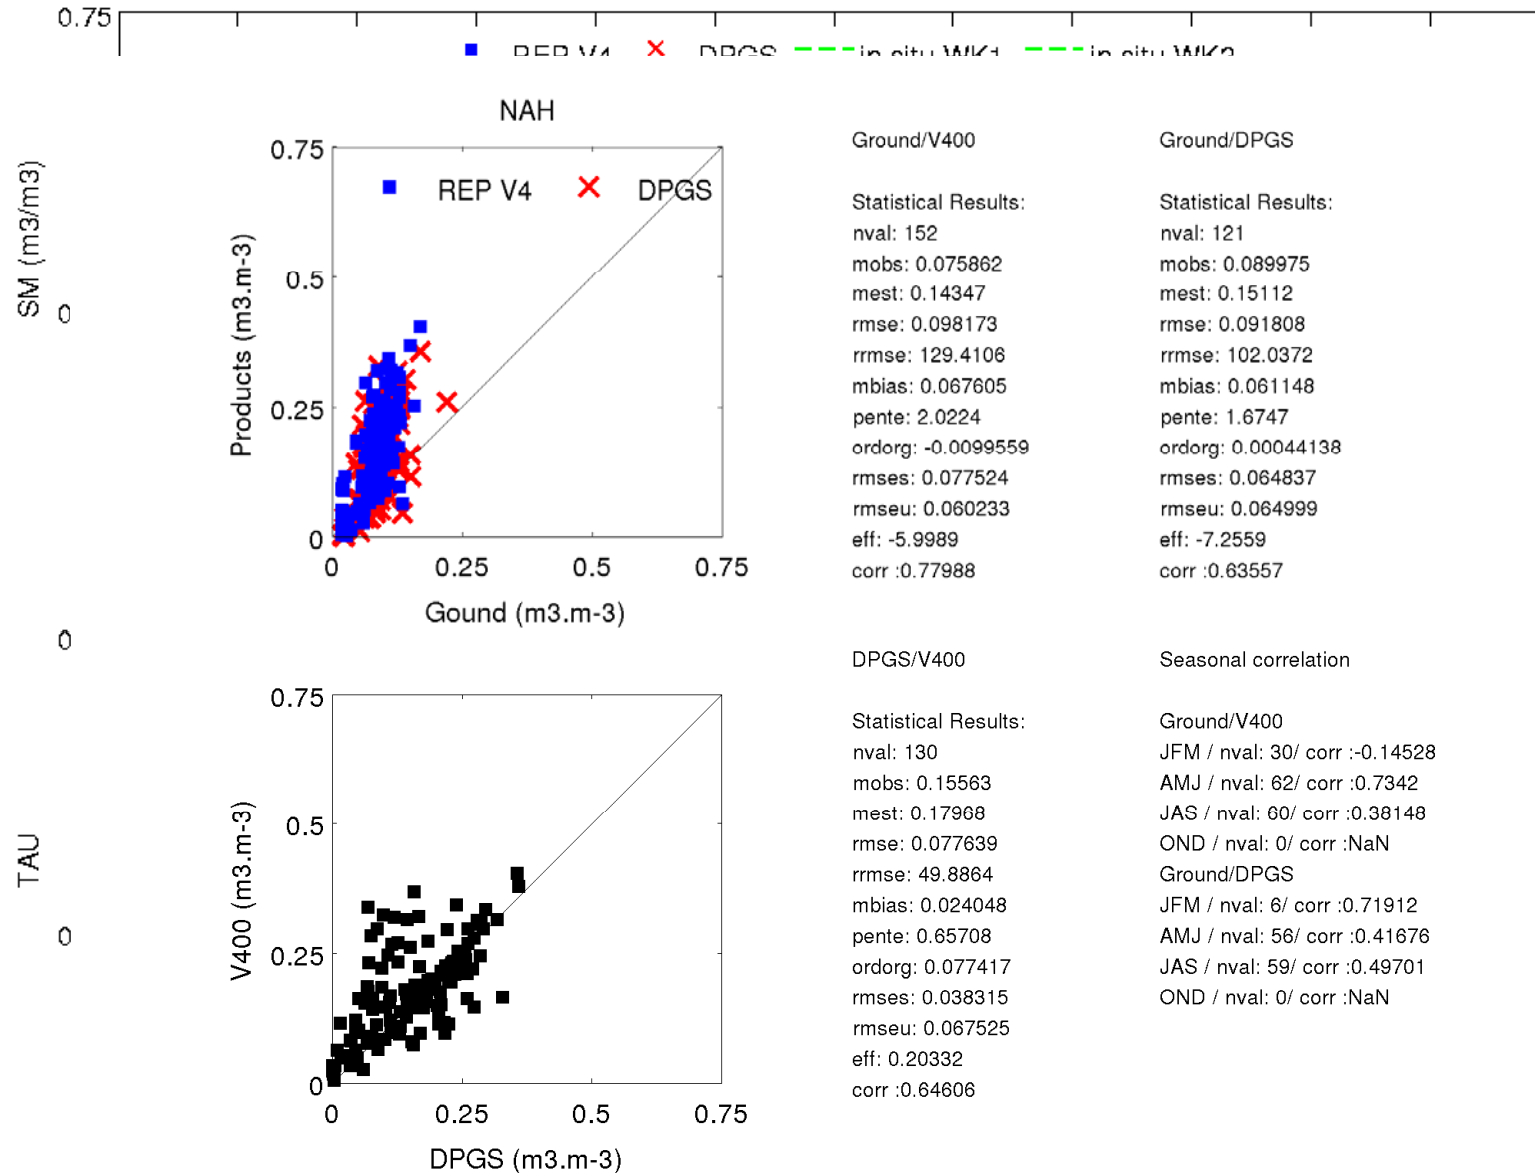 0.75
REP V4 DPGS in situ WK1 in situ WK2
NAH
SM (m3/m3)
0
0
TAU
0
0.75
0.5
0.25
0
REP V4 DPGS
Products (m3.m-3)
0 0.25 0.5 0.75
Gound (m3.m-3)
Ground/V400
Statistical Results:
nval: 152
mobs: 0.075862
mest: 0.14347
rmse: 0.098173
rrmse: 129.4106
mbias: 0.067605
pente: 2.0224
ordorg: -0.0099559
rmses: 0.077524
rmseu: 0.060233
eff: -5.9989
corr :0.77988
Ground/DPGS
Statistical Results:
nval: 121
mobs: 0.089975
mest: 0.15112
rmse: 0.091808
rrmse: 102.0372
mbias: 0.061148
pente: 1.6747
ordorg: 0.00044138
rmses: 0.064837
rmseu: 0.064999
eff: -7.2559
corr :0.63557
0.75
0.5
0.25
0
V400 (m3.m-3)
0 0.25 0.5 0.75
DPGS (m3.m-3)
DPGS/V400
Statistical Results:
nval: 130
mobs: 0.15563
mest: 0.17968
rmse: 0.077639
rrmse: 49.8864
mbias: 0.024048
pente: 0.65708
ordorg: 0.077417
rmses: 0.038315
rmseu: 0.067525
eff: 0.20332
corr :0.64606
Seasonal correlation
Ground/V400
JFM / nval: 30/ corr :-0.14528
AMJ / nval: 62/ corr :0.7342
JAS / nval: 60/ corr :0.38148
OND / nval: 0/ corr :NaN
Ground/DPGS
JFM / nval: 6/ corr :0.71912
AMJ / nval: 56/ corr :0.41676
JAS / nval: 59/ corr :0.49701
OND / nval: 0/ corr :NaN